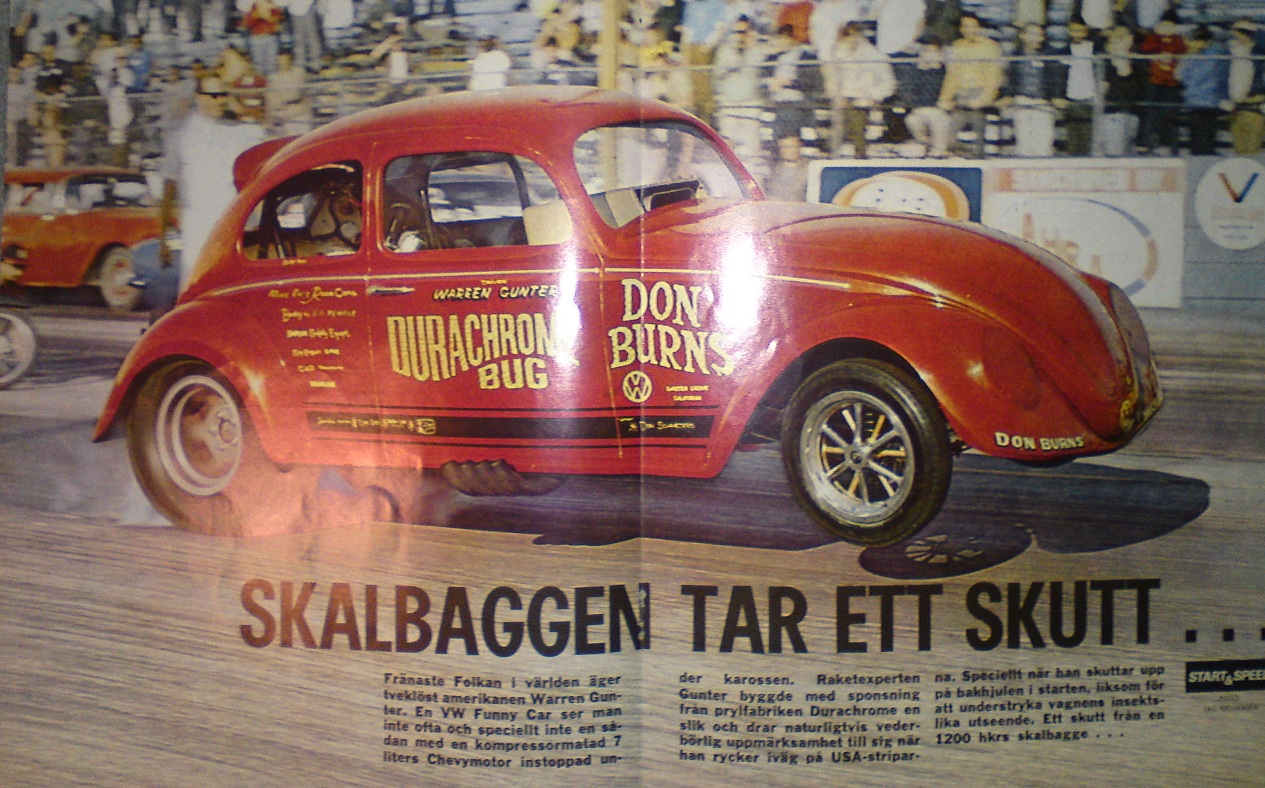 WARREN GUNTER
DURACHROME
BUG
DON
BURNS
VW
GARDEN GROVE
CALIFORNIA
DON BURNS
SKALBAGGEN TAR ETT SKUTT . . .
Frånaste Folkan i världen äger
tveklöst amerikanen Warren Gun-
ter. En VW Funny Car ser man
inte ofta och speciellt inte en så-
dan med en kompressormatad 7
liters Chevymotor instoppad un-
der karossen. Raketexperten
Gunter byggde med sponsning
från prylfabriken Durachrome en
slik och drar naturligtvis veder-
börlig uppmärksamhet till sig när
han rycker iväg på USA-stripar-
na. Speciellt när han skuttar upp
på bakhjulen i starten, liksom för
att understryka vagnens insekts-
lika utseende. Ett skutt från en
1200 hkrs skalbagge . . .
START & SPEED